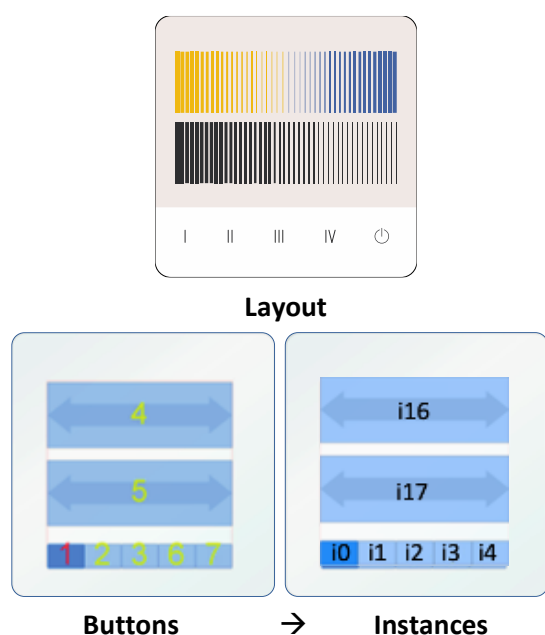 I II III IV
Layout
4
5
1 2 3 6 7
i16
i17
i0 i1 i2 i3 i4
Buttons → Instances